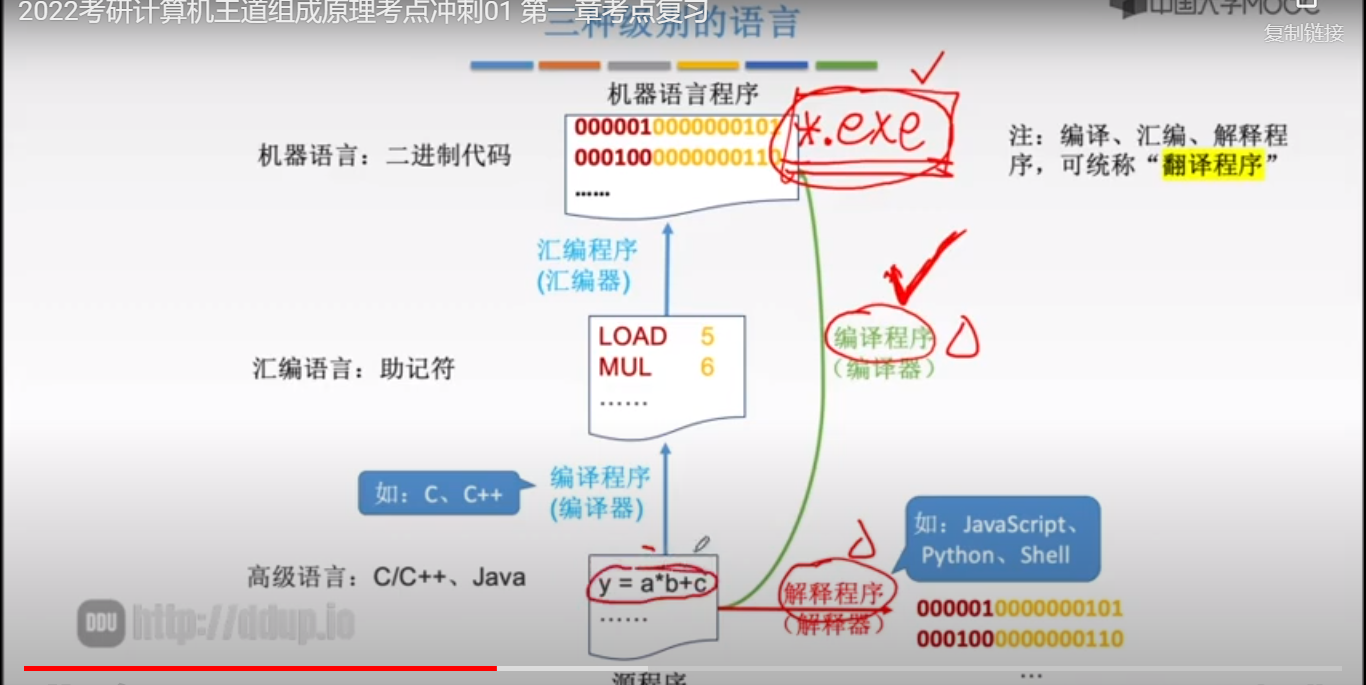 2022考研计算机王道组成原理考点冲刺01 第一章考点复习
中国大学MOOC
复制链接
三种级别的语言
机器语言程序
机器语言：二进制代码
0000010000000101
0001000000000110
……
*.exe
注：编译、汇编、解释程
序，可统称“翻译程序”
汇编程序
(汇编器)
汇编语言：助记符
LOAD 5
MUL 6
……
编译程序
（编译器）
如：C、C++
编译程序
(编译器)
高级语言：C/C++、Java
y = a*b+c
……
源程序
解释程序
（解释器）
如：JavaScript、
Python、Shell
0000010000000101
0001000000000110
…
DDU http://ddup.io